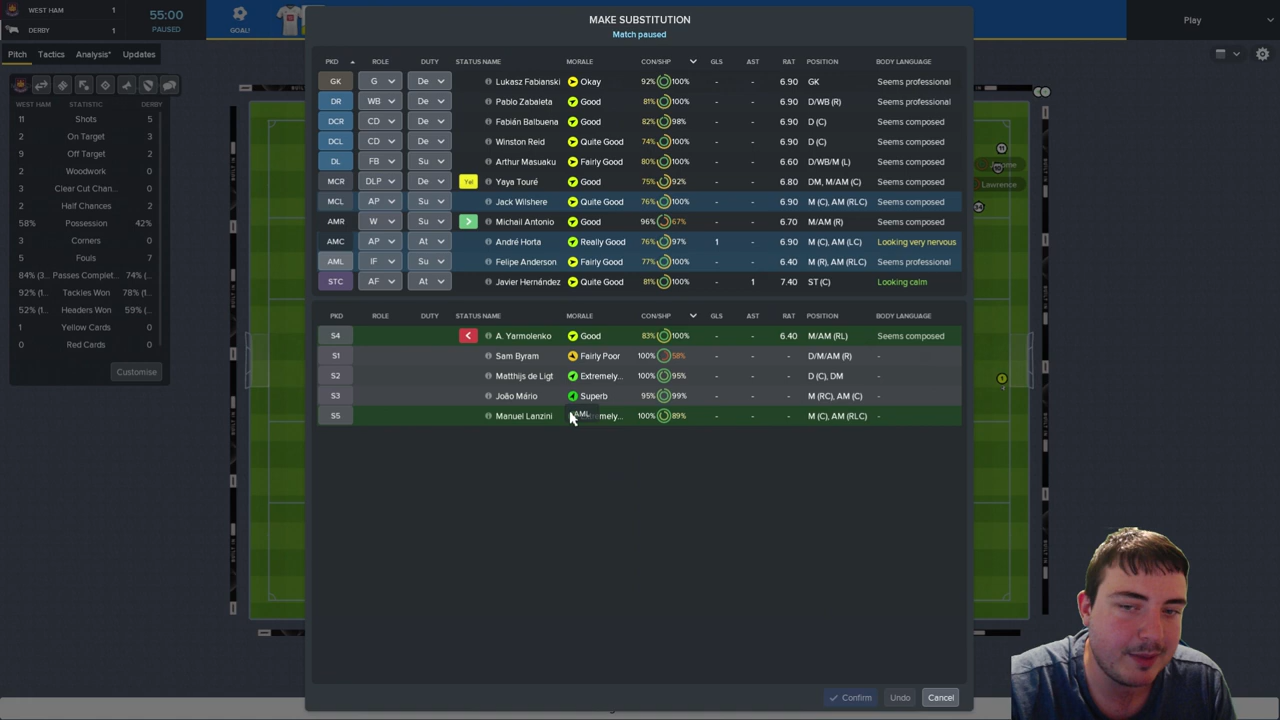 WEST HAM 1
DERBY 1
55:00
PAUSED
GOAL!
Play
Pitch Tactics Analysis* Updates
WEST HAM STATISTIC DERBY
11 Shots 5
2 On Target 3
9 Off Target 2
2 Woodwork 0
3 Clear Cut Chan... 0
2 Half Chances 2
58% Possession 42%
3 Corners 0
5 Fouls 7
84% (3... Passes Complet... 74% (...
92% (1... Tackles Won 78% (1...
52% (1... Headers Won 59% (...
1 Yellow Cards 0
0 Red Cards 0
Customise
MAKE SUBSTITUTION
Match paused
PKD ROLE DUTY STATUS NAME MORALE CON/SHP GLS AST RAT POSITION BODY LANGUAGE
GK G De Lukasz Fabianski Okay 92% 100% - - 6.90 GK Seems professional
DR WB De Pablo Zabaleta Good 81% 100% - - 6.90 D/WB (R) Seems professional
DCR CD De Fabián Balbuena Good 82% 98% - - 6.90 D (C) Seems composed
DCL CD De Winston Reid Quite Good 74% 100% - - 6.90 D (C) Seems composed
DL FB Su Arthur Masuaku Fairly Good 80% 100% - - 6.60 D/WB/M (L) Seems composed
MCR DLP De Yel Yaya Touré Good 75% 92% - - 6.80 DM, M/AM (C) Seems composed
MCL AP Su Jack Wilshere Quite Good 76% 100% - - 6.90 M (C), AM (RLC) Seems composed
AMR W Su Michail Antonio Good 96% 67% - - 6.70 M/AM (R) Seems composed
AMC AP At André Horta Really Good 76% 97% 1 - 6.90 M (C), AM (LC) Looking very nervous
AML IF Su Felipe Anderson Fairly Good 77% 100% - - 6.40 M (R), AM (RLC) Seems professional
STC AF At Javier Hernández Quite Good 81% 100% - 1 7.40 ST (C) Looking calm
PKD ROLE DUTY STATUS NAME MORALE CON/SHP GLS AST RAT POSITION BODY LANGUAGE
S4 A. Yarmolenko Good 83% 100% - - 6.40 M/AM (RL) Seems composed
S1 Sam Byram Fairly Poor 100% 58% - - D/M/AM (R) -
S2 Matthijs de Ligt Extremely... 100% 95% - - D (C), DM -
S3 João Mário Superb 95% 99% - - M (RC), AM (C) -
S5 Manuel Lanzini AML 100% 89% - - M (C), AM (RLC) -
Confirm Undo Cancel
Lawrence